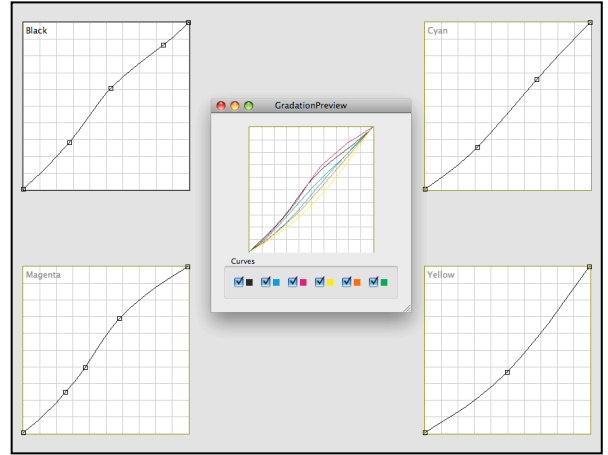 Black
Cyan
GradationPreview
Curves
Magenta
Yellow